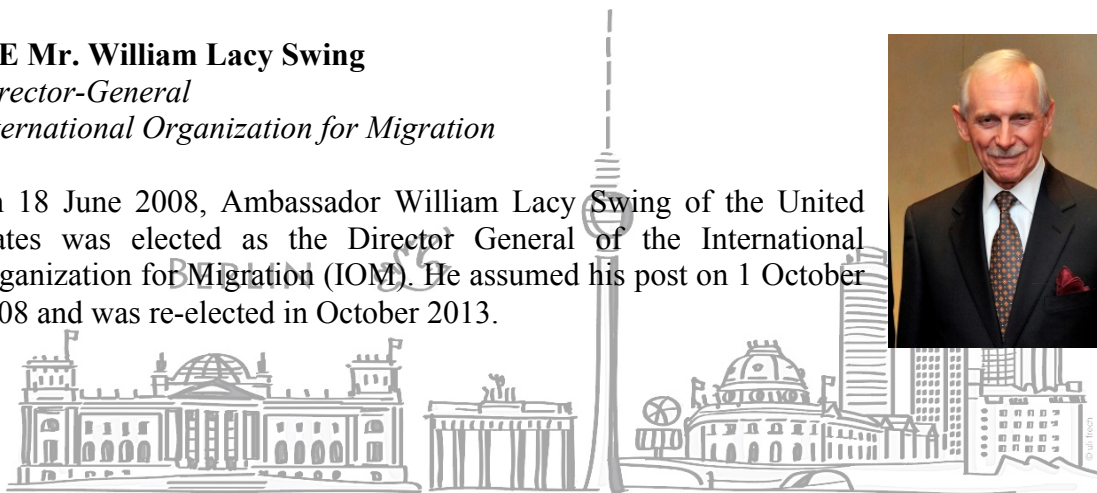 E Mr. William Lacy Swing
rector-General
ternational Organization for Migration
n 18 June 2008, Ambassador William Lacy Swing of the United
ates was elected as the Director General of the International
ganization for Migration (IOM). He assumed his post on 1 October
08 and was re-elected in October 2013.
BERLIN